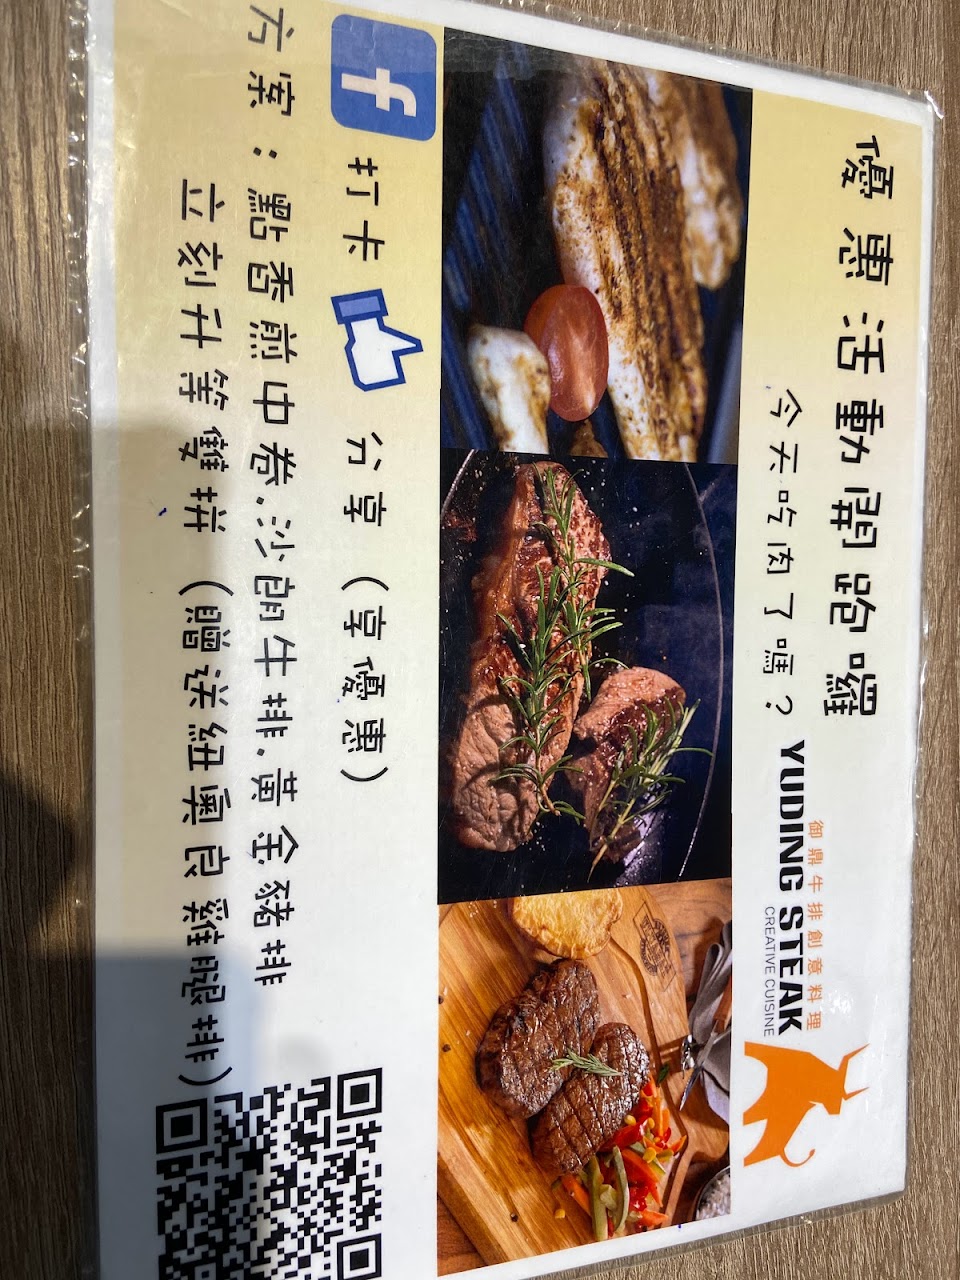 優惠活動開跑囉
今天吃肉了嗎？
御鼎牛排創意料理
YUDING STEAK
CREATIVE CUISINE
f 打卡 分享（享優惠）
方案：點香煎中卷.沙朗牛排.黃金豬排
立刻升等雙拼（贈送紐奧良雞腿排）